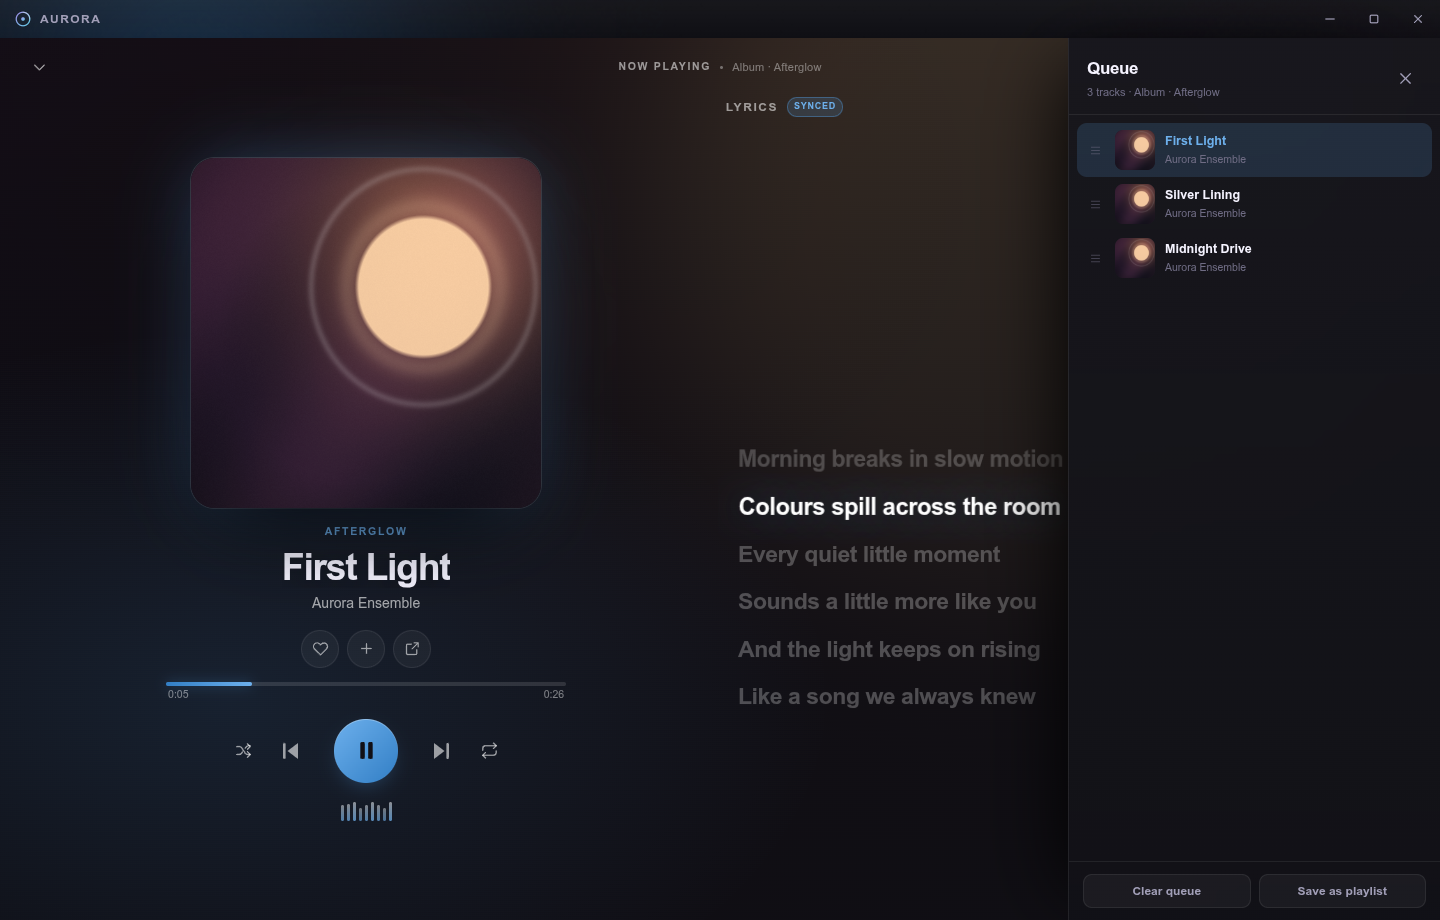 AURORA
NOW PLAYING • Album · Afterglow
LYRICS SYNCED
AFTERGLOW
First Light
Aurora Ensemble
0:05 0:26
Morning breaks in slow motion
Colours spill across the room
Every quiet little moment
Sounds a little more like you
And the light keeps on rising
Like a song we always knew
Queue
3 tracks · Album · Afterglow
First Light
Aurora Ensemble
Silver Lining
Aurora Ensemble
Midnight Drive
Aurora Ensemble
Clear queue Save as playlist